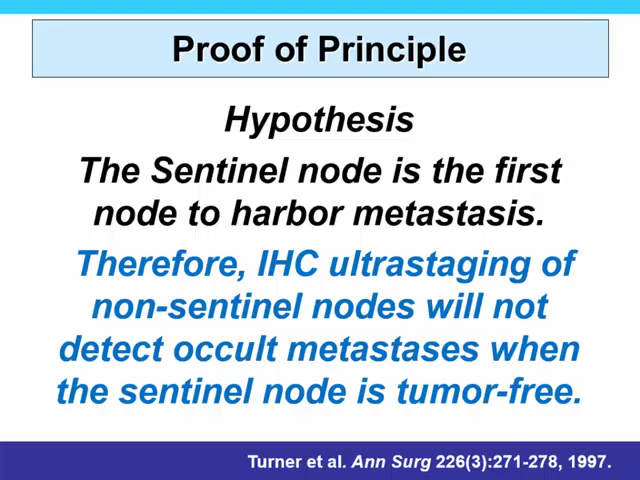 Proof of Principle
Hypothesis
The Sentinel node is the first
node to harbor metastasis.
Therefore, IHC ultrastaging of
non-sentinel nodes will not
detect occult metastases when
the sentinel node is tumor-free.
Turner et al. Ann Surg 226(3):271-278, 1997.